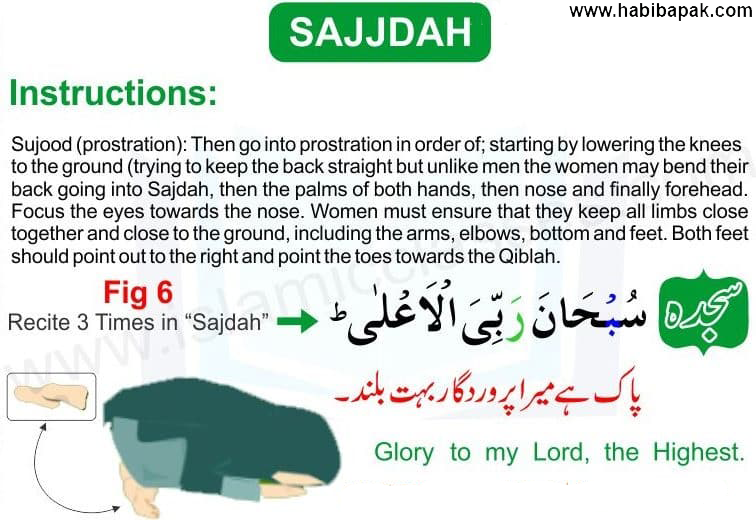 www.habibapak.com
SAJJDAH
Instructions:
Sujood (prostration): Then go into prostration in order of; starting by lowering the knees
to the ground (trying to keep the back straight but unlike men the women may bend their
back going into Sajdah, then the palms of both hands, then nose and finally forehead.
Focus the eyes towards the nose. Women must ensure that they keep all limbs close
together and close to the ground, including the arms, elbows, bottom and feet. Both feet
should point out to the right and point the toes towards the Qiblah.
Fig 6
Recite 3 Times in “Sajdah”
سجدہ
سُبْحَانَ رَبِّیَ الْاَعْلٰی ؕ
پاک ہے میرا پروردگار بہت بلند۔
Glory to my Lord, the Highest.